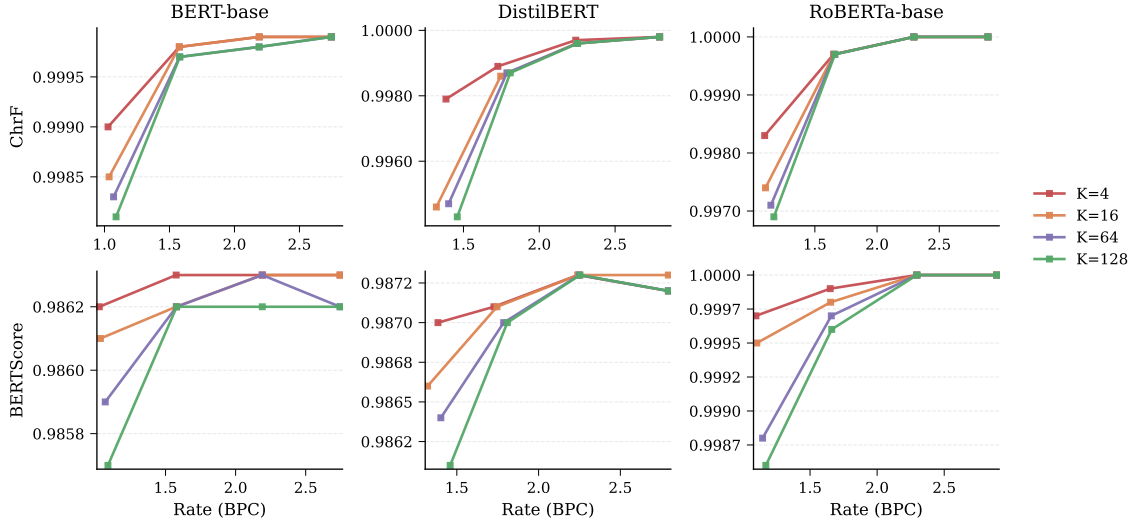 BERT-base
DistilBERT
RoBERTa-base
ChrF
0.9995
0.9990
0.9985
1.0 1.5 2.0 2.5
1.0000
0.9980
0.9960
1.5 2.0 2.5
1.0000
0.9990
0.9980
0.9970
1.5 2.0 2.5
K=4
K=16
K=64
K=128
BERTScore
0.98620
0.98600
0.98580
1.5 2.0 2.5
Rate (BPC)
0.9872
0.9870
0.9868
0.9865
0.9862
1.5 2.0 2.5
Rate (BPC)
1.0000
0.9997
0.9995
0.9992
0.9990
0.9987
1.5 2.0 2.5
Rate (BPC)